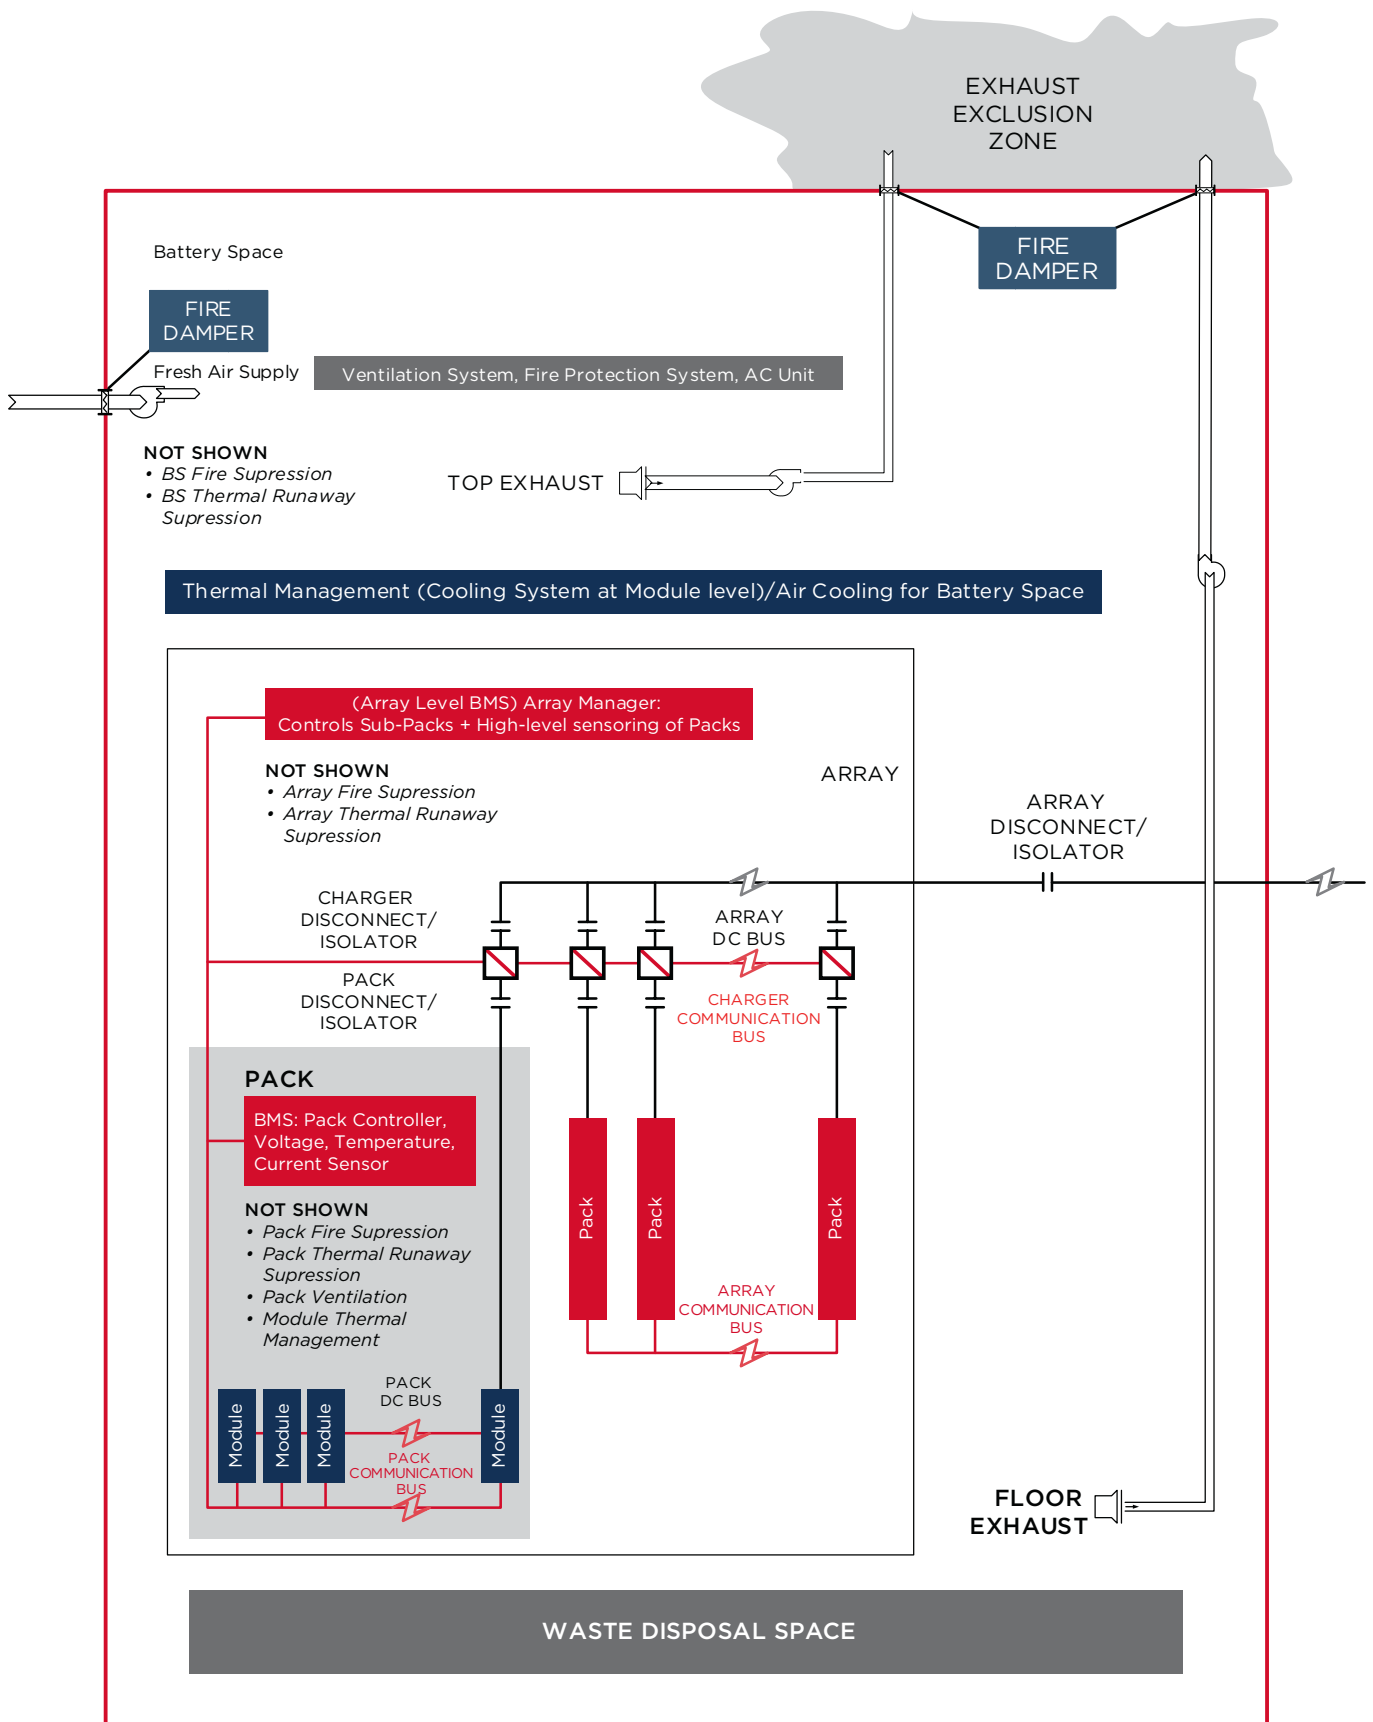 EXHAUST
EXCLUSION
ZONE
Battery Space
FIRE
DAMPER
FIRE
DAMPER
Fresh Air Supply
Ventilation System, Fire Protection System, AC Unit
NOT SHOWN
• BS Fire Supression
• BS Thermal Runaway
Supression
TOP EXHAUST
Thermal Management (Cooling System at Module level)/Air Cooling for Battery Space
(Array Level BMS) Array Manager:
Controls Sub-Packs + High-level sensoring of Packs
NOT SHOWN
• Array Fire Supression
• Array Thermal Runaway
Supression
ARRAY
ARRAY
DISCONNECT/
ISOLATOR
CHARGER
DISCONNECT/
ISOLATOR
ARRAY
DC BUS
PACK
DISCONNECT/
ISOLATOR
CHARGER
COMMUNICATION
BUS
PACK
BMS: Pack Controller,
Voltage, Temperature,
Current Sensor
NOT SHOWN
• Pack Fire Supression
• Pack Thermal Runaway
Supression
• Pack Ventilation
• Module Thermal
Management
Pack
Pack
Pack
ARRAY
COMMUNICATION
BUS
PACK
DC BUS
Module
Module
Module
Module
PACK
COMMUNICATION
BUS
FLOOR
EXHAUST
WASTE DISPOSAL SPACE